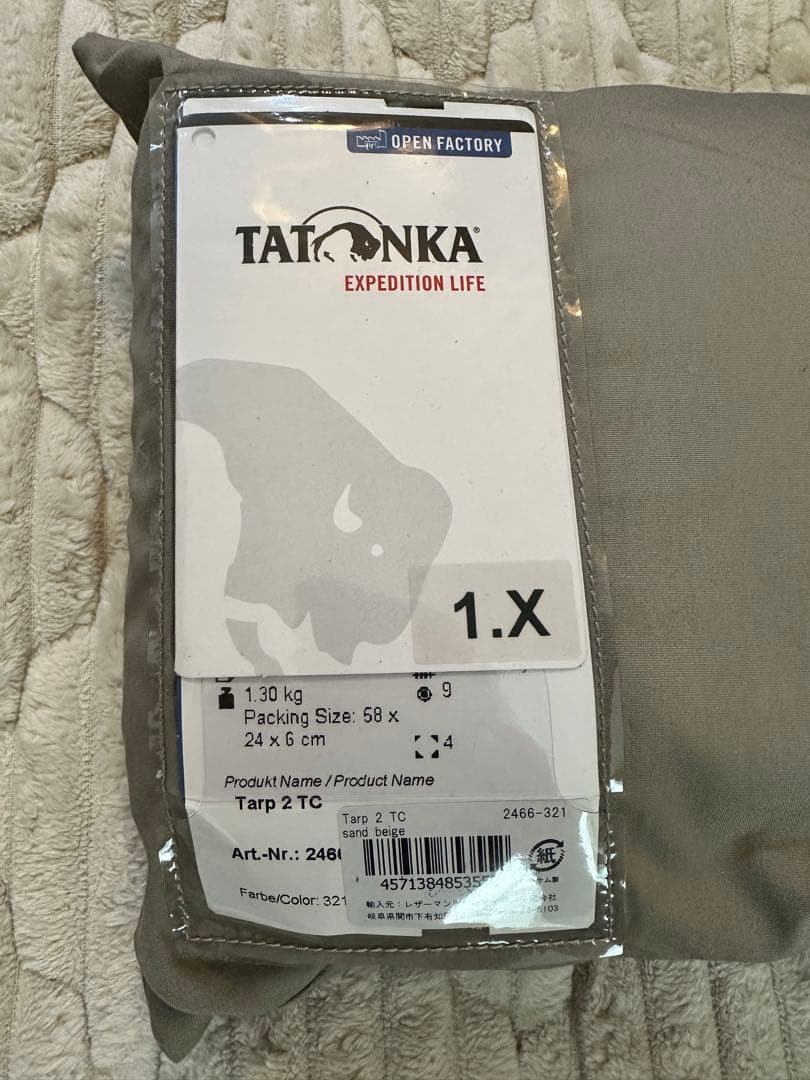 OPEN FACTORY
TATONKA®
EXPEDITION LIFE
1.X
1.30 kg
9
Packing Size: 58 x
24 x 6 cm
4
Produkt Name / Product Name
Tarp 2 TC
Tarp 2 TC 2466-321
sand beige
Art.-Nr.: 246
紙
Farbe/Color: 321
輸入元：レザーマン
岐阜県関市下有知